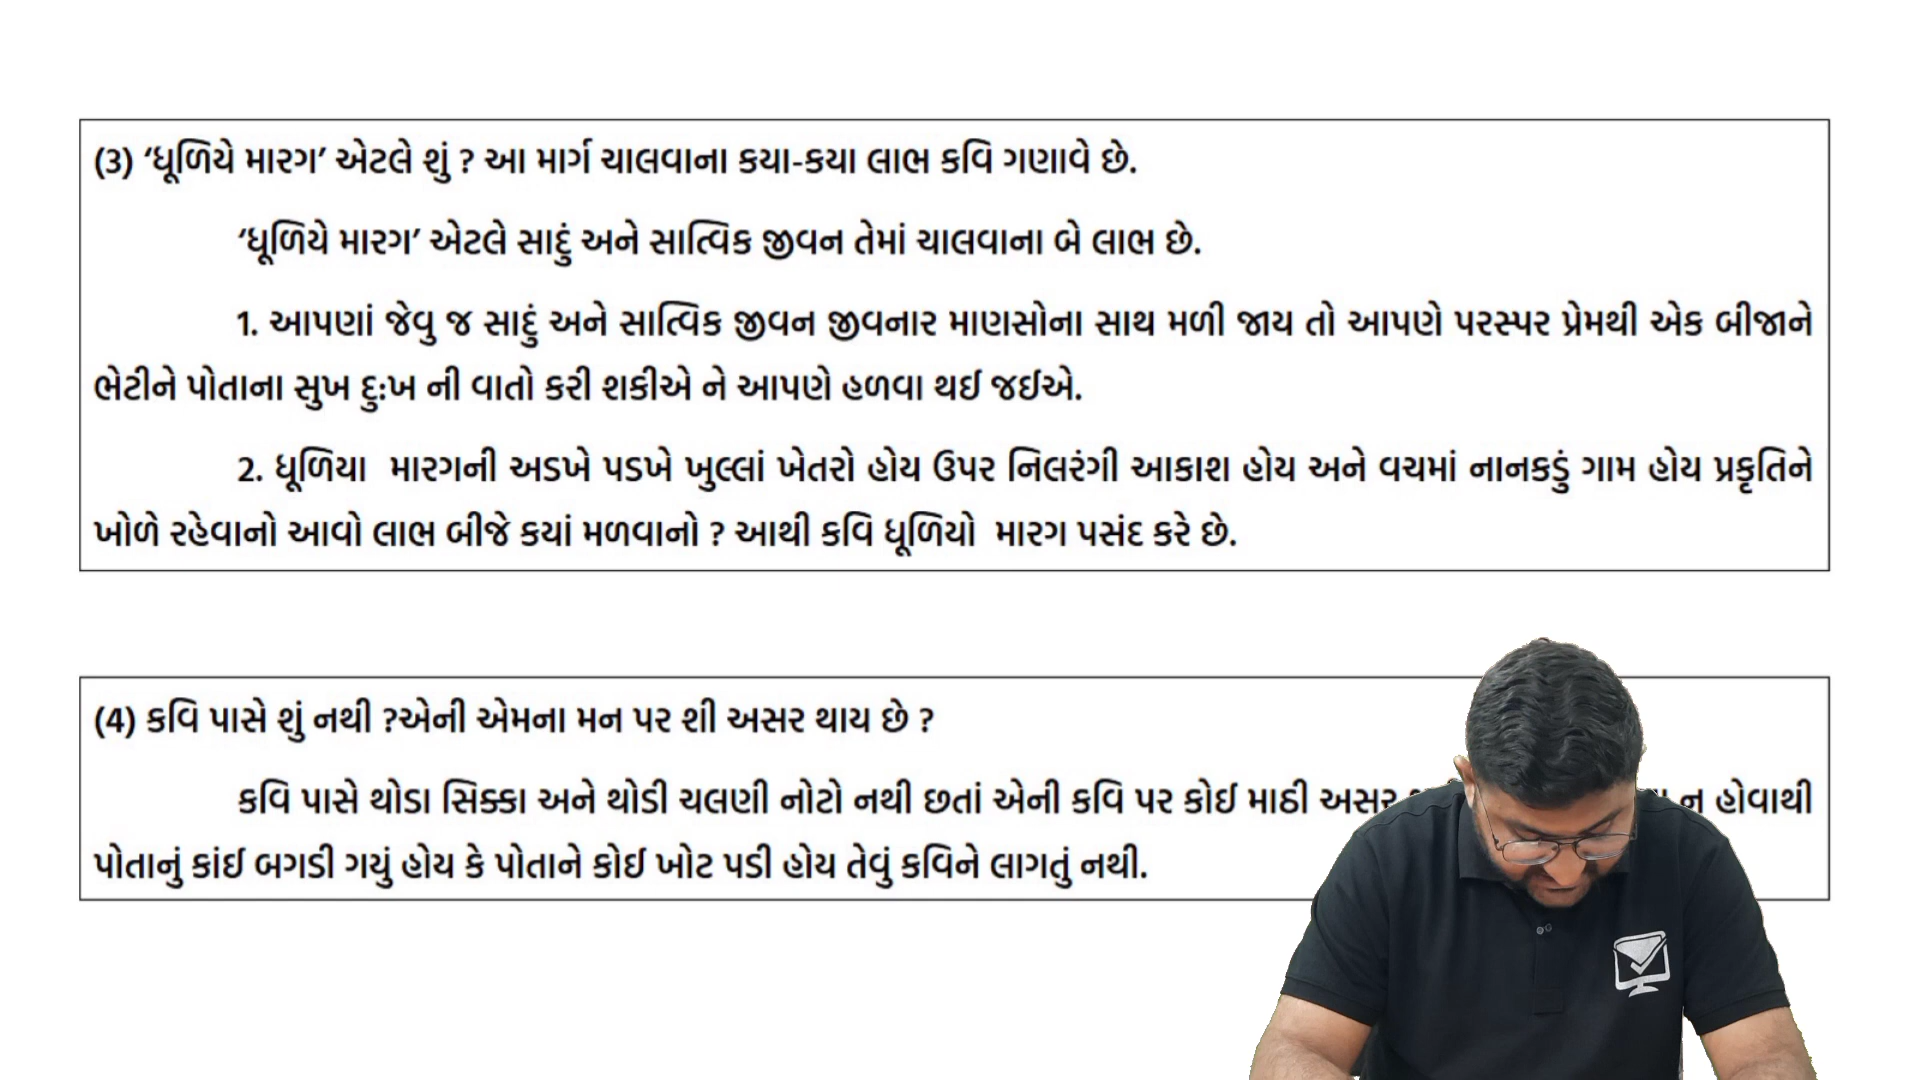 (3) ‘ધૂળિયે મારગ’ એટલે શું ? આ માર્ગ ચાલવાના કયા-કયા લાભ કવિ ગણાવે છે.
‘ધૂળિયે મારગ’ એટલે સાદું અને સાત્વિક જીવન તેમાં ચાલવાના બે લાભ છે.
1. આપણાં જેવુ જ સાદું અને સાત્વિક જીવન જીવનાર માણસોના સાથ મળી જાય તો આપણે પરસ્પર પ્રેમથી એક બીજાને
ભેટીને પોતાના સુખ દુઃખ ની વાતો કરી શકીએ ને આપણે હળવા થઈ જઈએ.
2. ધૂળિયા મારગની અડખે પડખે ખુલ્લાં ખેતરો હોય ઉપર નિલરંગી આકાશ હોય અને વચમાં નાનકડું ગામ હોય પ્રકૃતિને
ખોળે રહેવાનો આવો લાભ બીજે કયાં મળવાનો ? આથી કવિ ધૂળિયો મારગ પસંદ કરે છે.
(4) કવિ પાસે શું નથી ?એની એમના મન પર શી અસર થાય છે ?
કવિ પાસે થોડા સિક્કા અને થોડી ચલણી નોટો નથી છતાં એની કવિ પર કોઈ માઠી અસર ન હોવાથી
પોતાનું કાંઈ બગડી ગયું હોય કે પોતાને કોઈ ખોટ પડી હોય તેવું કવિને લાગતું નથી.